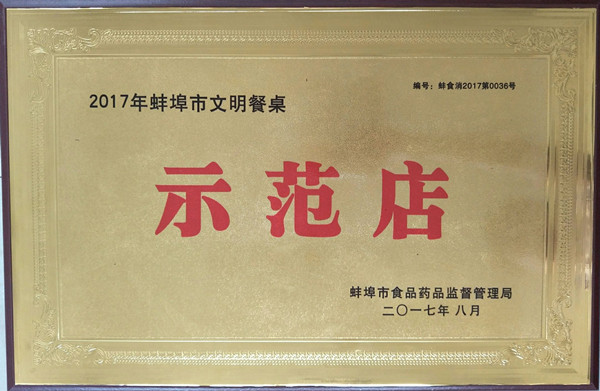 编号：蚌食消2017第0036号
2017年蚌埠市文明餐桌
示范店
蚌埠市食品药品监督管理局
二〇一七年 八月